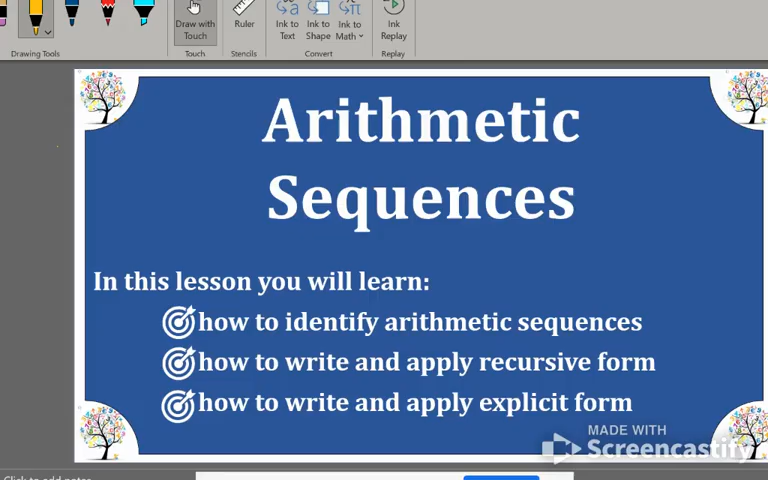 Draw with
Touch
Ruler
Ink to
Text
Ink to
Shape
Ink to
Math
Ink
Replay
Drawing Tools
Touch
Stencils
Convert
Replay
Arithmetic
Sequences
In this lesson you will learn:
how to identify arithmetic sequences
how to write and apply recursive form
how to write and apply explicit form
MADE WITH
Screencastify
Click to add notes